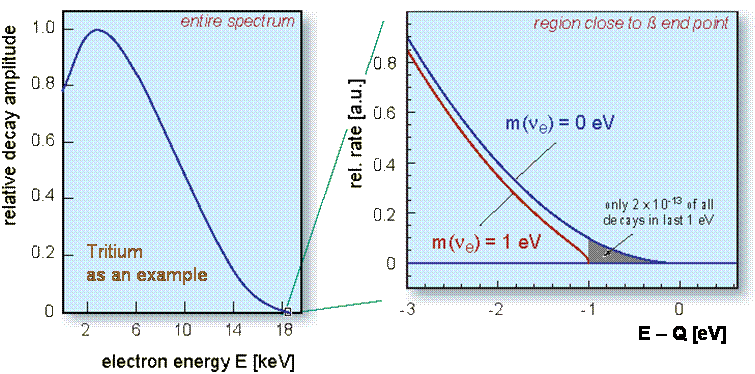 entire spectrum
relative decay amplitude
1.0
0.8
0.6
0.4
0.2
0
2
6
10
14
18
electron energy E [keV]
Tritium
as an example
region close to ß end point
rel. rate [a.u.]
0.8
0.6
0.4
0.2
0
-3
-2
-1
0
E – Q [eV]
m(νe) = 0 eV
only 2 x 10-13 of all
decays in last 1 eV
m(νe) = 1 eV